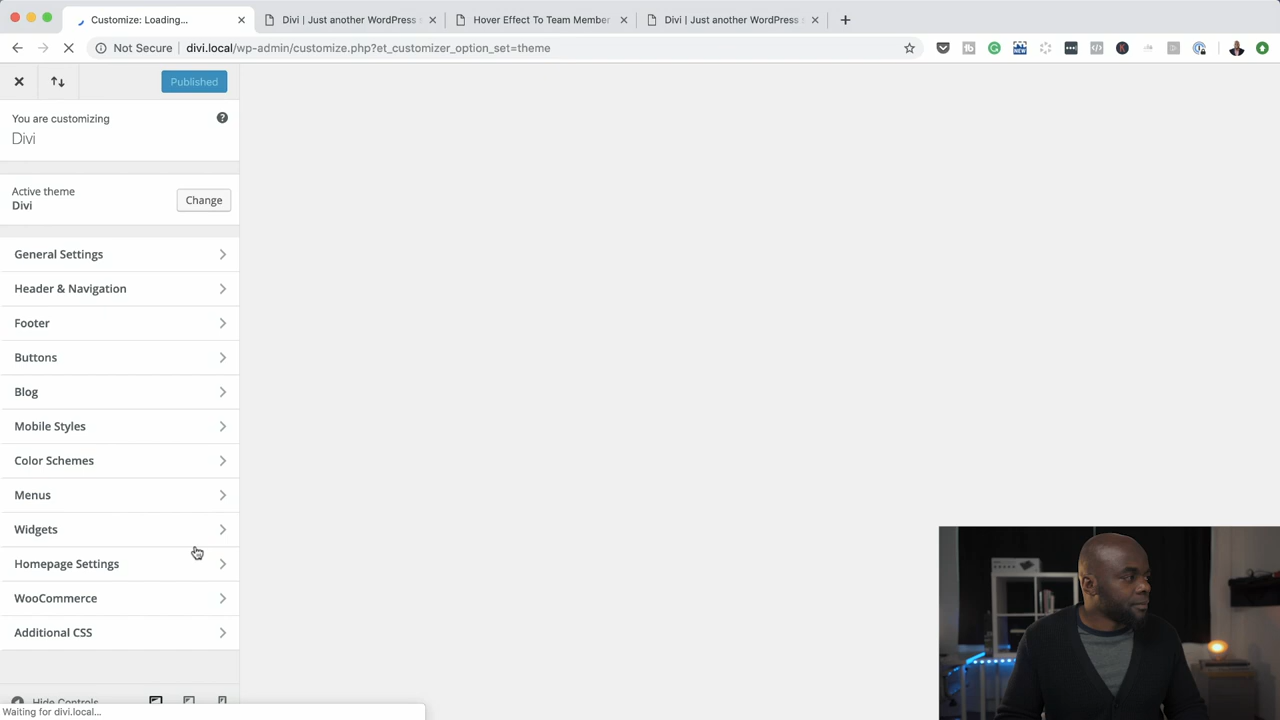 Customize: Loading...
Divi | Just another WordPress s
Hover Effect To Team Member
Divi | Just another WordPress s
Not Secure
divi.local/wp-admin/customize.php?et_customizer_option_set=theme
Published
You are customizing
Divi
Active theme
Divi
Change
General Settings
Header & Navigation
Footer
Buttons
Blog
Mobile Styles
Color Schemes
Menus
Widgets
Homepage Settings
WooCommerce
Additional CSS
Hide Controls
Waiting for divi.local...